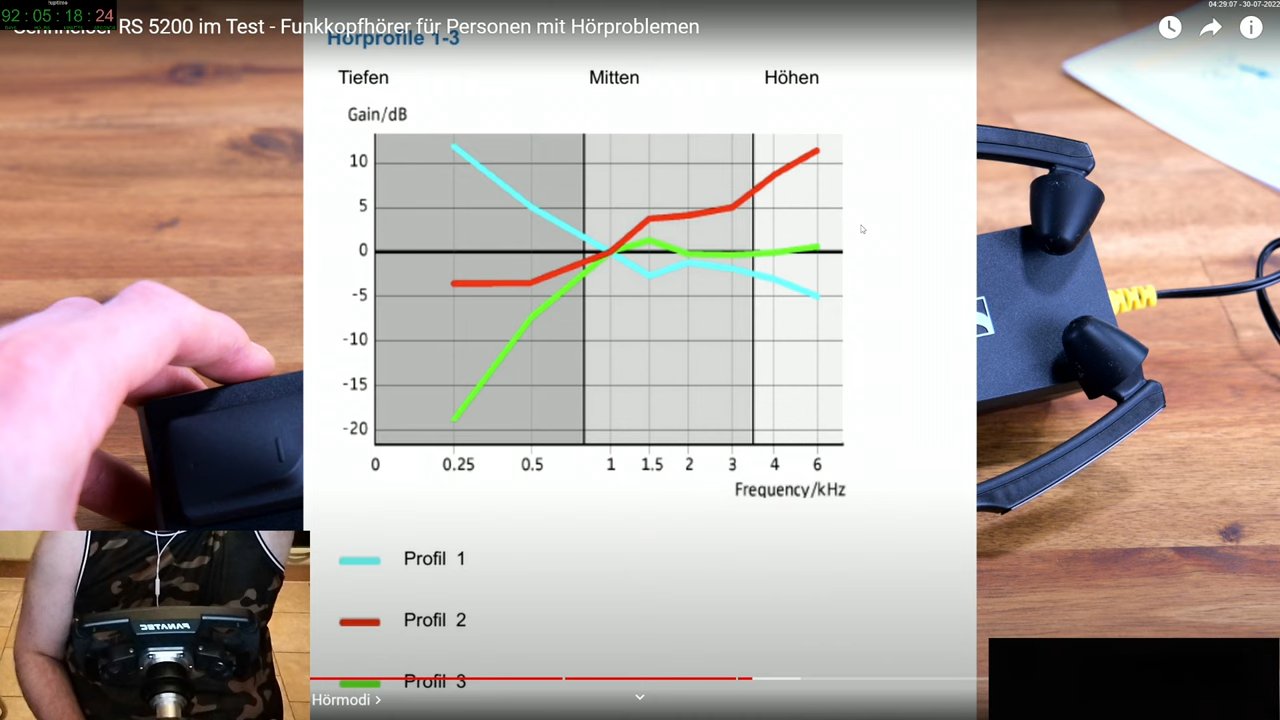 92:05:18:24
04:29:07 -30-07-2022
RS 5200 im Test - Funkkopfhörer für Personen mit Hörproblemen
Hörprofile 1-3
Tiefen Mitten Höhen
Gain/dB
10
5
0
-5
-10
-15
-20
0 0.25 0.5 1 1.5 2 3 4 6
Frequency/kHz
Profil 1
Profil 2
Profil 3
Hörmodi >
FANATEC